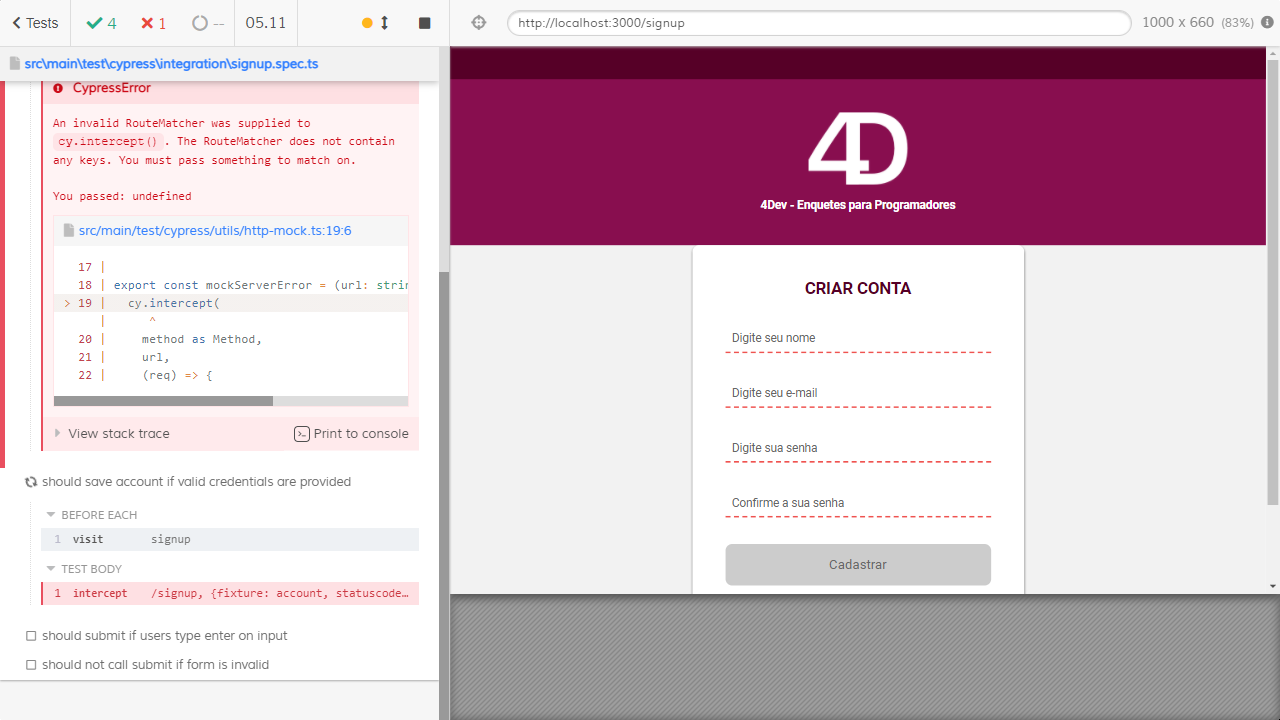 Tests
4
1
--
05.11
http://localhost:3000/signup
1000 x 660 (83%)
src\main\test\cypress\integration\signup.spec.ts
CypressError
An invalid RouteMatcher was supplied to
cy.intercept(). The RouteMatcher does not contain
any keys. You must pass something to match on.
You passed: undefined
src/main/test/cypress/utils/http-mock.ts:19:6
17 |
18 | export const mockServerError = (url: strin
> 19 |   cy.intercept(
|      ^
20 |     method as Method,
21 |     url,
22 |     (req) => {
View stack trace
Print to console
should save account if valid credentials are provided
BEFORE EACH
1 visit signup
TEST BODY
1 intercept /signup, {fixture: account, statuscode…
should submit if users type enter on input
should not call submit if form is invalid
4D
4Dev - Enquetes para Programadores
CRIAR CONTA
Digite seu nome
Digite seu e-mail
Digite sua senha
Confirme a sua senha
Cadastrar